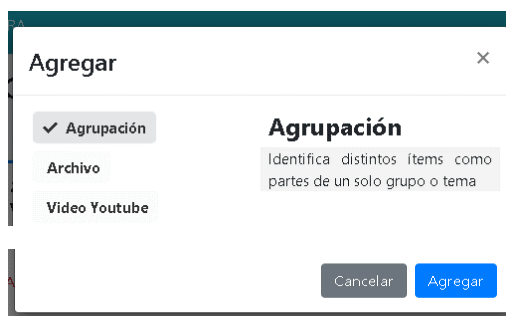 Agregar ×
✓ Agrupación
Archivo
Video Youtube
Agrupación
Identifica distintos ítems como
partes de un solo grupo o tema
Cancelar Agregar